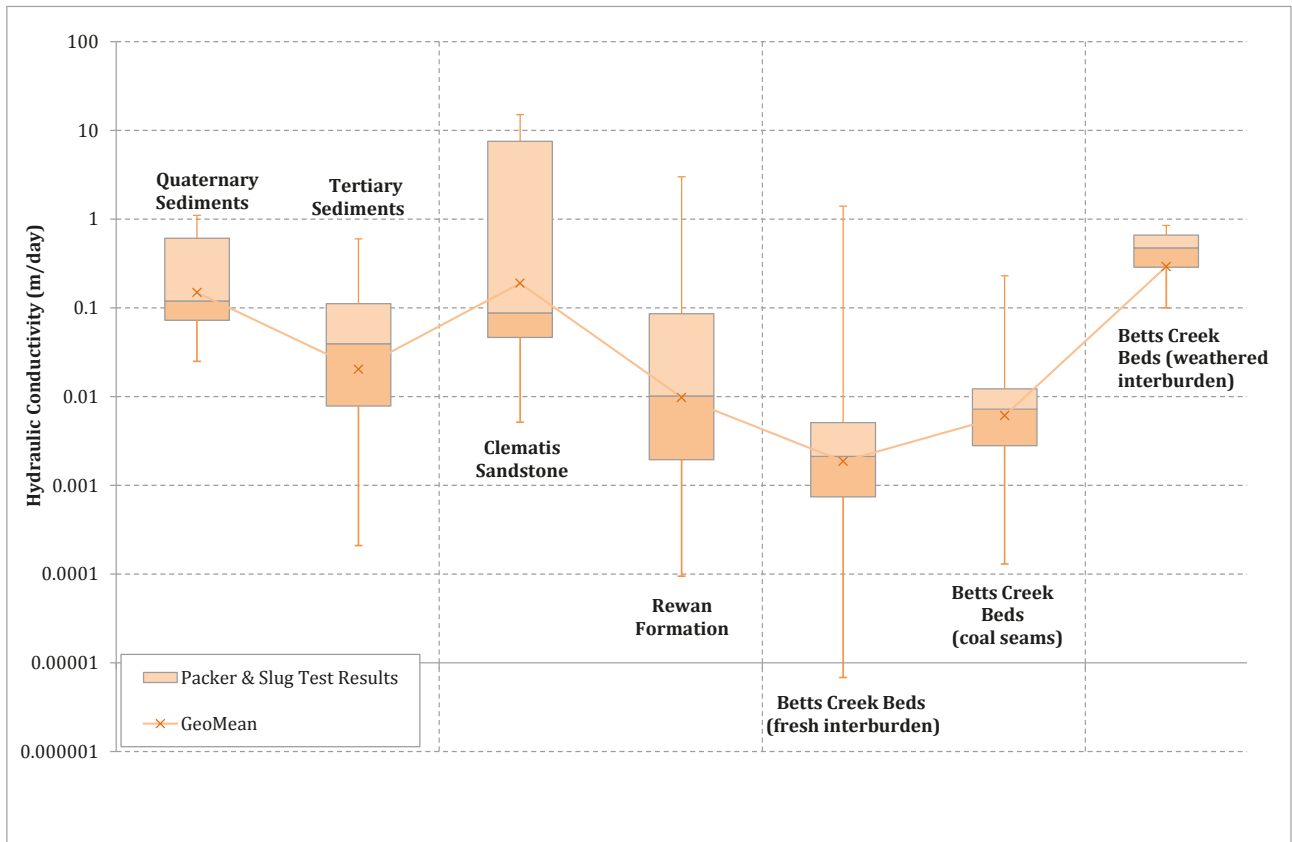 100
10
1
0.1
0.01
0.001
0.0001
0.00001
0.000001
Hydraulic Conductivity (m/day)
Quaternary
Sediments
Tertiary
Sediments
Clematis
Sandstone
Rewan
Formation
Betts Creek Beds
(fresh interburden)
Betts Creek
Beds
(coal seams)
Betts Creek
Beds (weathered
interburden)
Packer & Slug Test Results
GeoMean